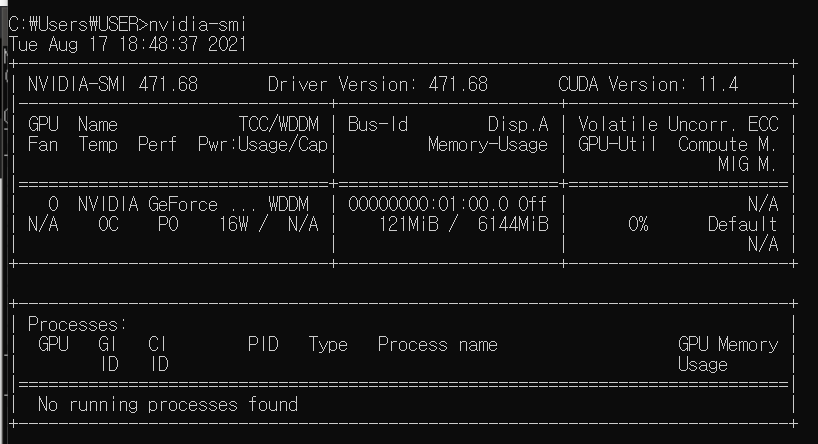 C:₩Users₩USER>nvidia-smi
Tue Aug 17 18:48:37 2021
NVIDIA-SMI 471.68 Driver Version: 471.68 CUDA Version: 11.4
GPU Name TCC/WDDM | Bus-Id Disp.A | Volatile Uncorr. ECC
Fan Temp Perf Pwr:Usage/Cap | Memory-Usage | GPU-Util Compute M.
MIG M.
0 NVIDIA GeForce ... WDDM | 00000000:01:00.0 Off | N/A
N/A 0C P0 16W / N/A | 121MiB / 6144MiB | 0% Default
N/A
Processes:
GPU GI CI PID Type Process name GPU Memory
ID ID Usage
No running processes found